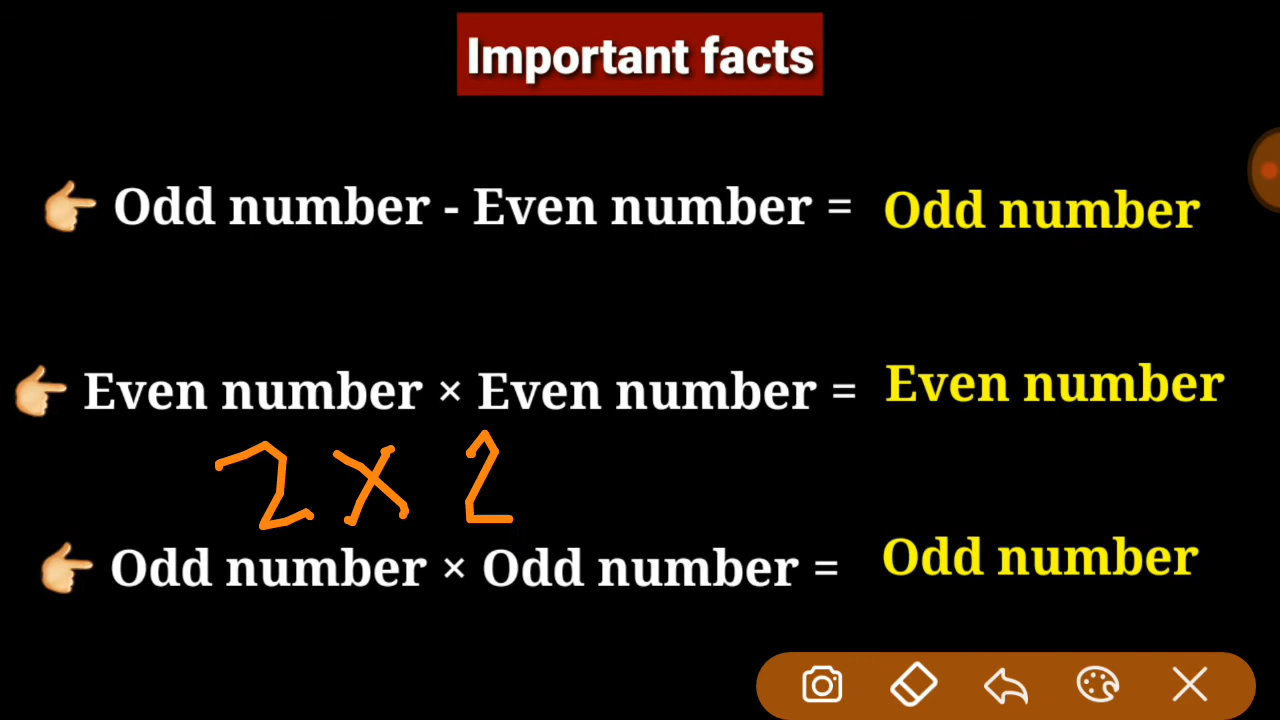 Important facts
👉 Odd number - Even number = Odd number
👉 Even number × Even number = Even number
2 X 2
👉 Odd number × Odd number = Odd number